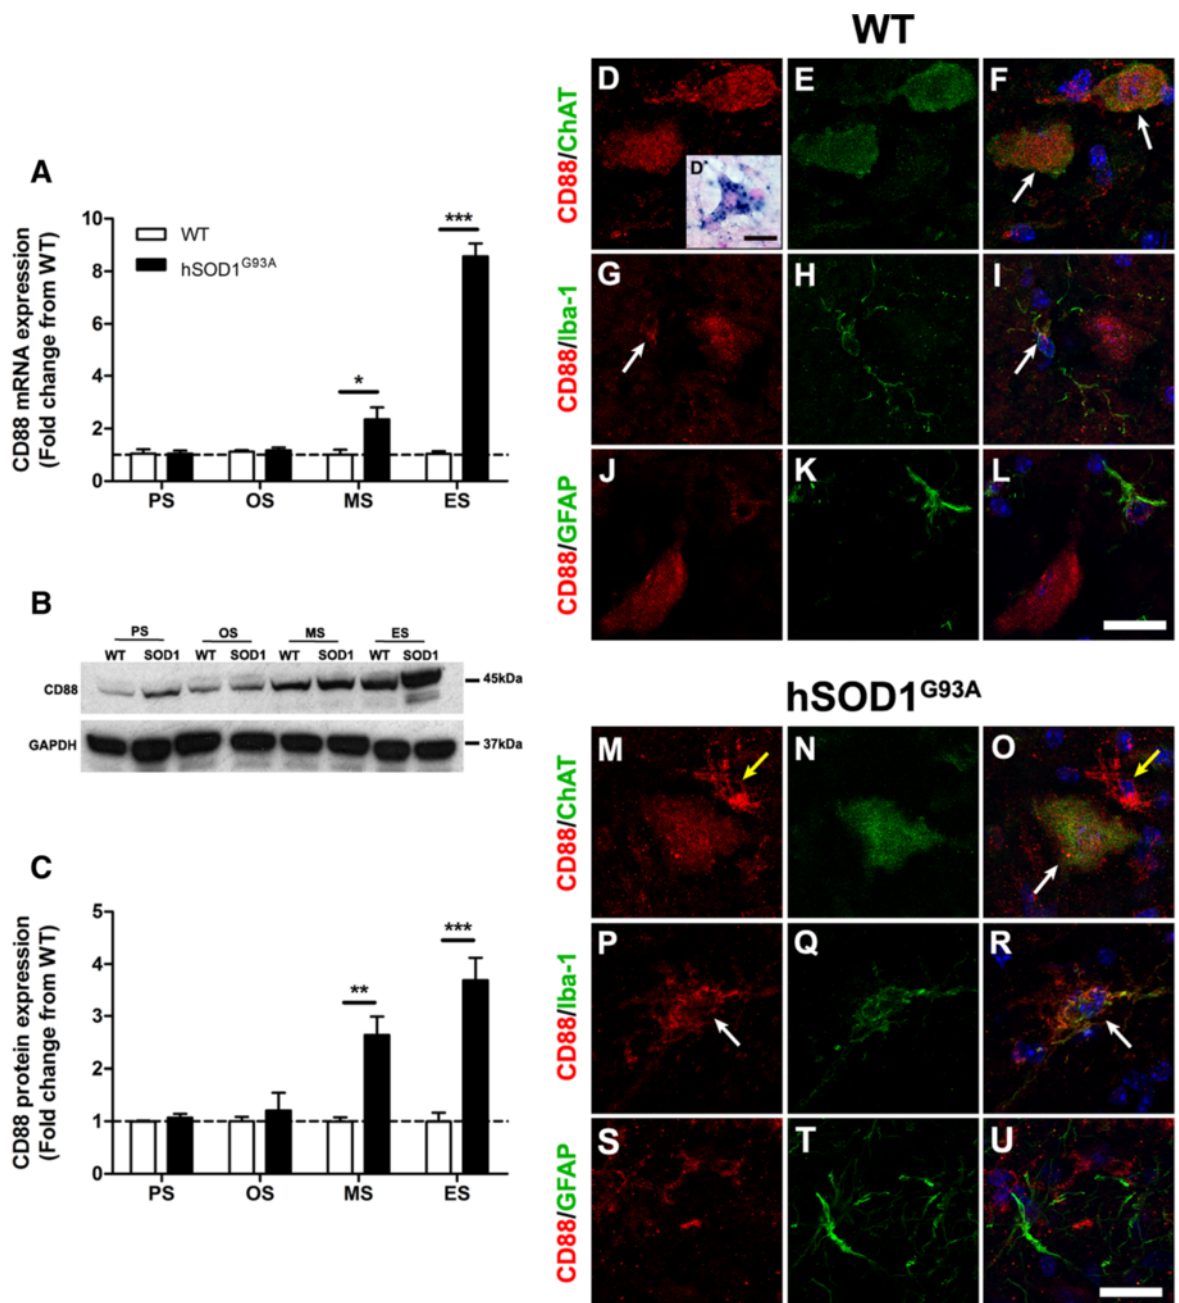 A
CD88 mRNA expression
(Fold change from WT)
10
8
6
4
2
0
WT
hSOD1G93A
*
***
PS OS MS ES
B
PS OS MS ES
WT SOD1 WT SOD1 WT SOD1 WT SOD1
CD88
45kDa
GAPDH
37kDa
C
CD88 protein expression
(Fold change from WT)
5
4
3
2
1
0
**
***
PS OS MS ES
WT
CD88/ChAT
D E F
D'
CD88/Iba-1
G H I
CD88/GFAP
J K L
hSOD1G93A
CD88/ChAT
M N O
CD88/Iba-1
P Q R
CD88/GFAP
S T U